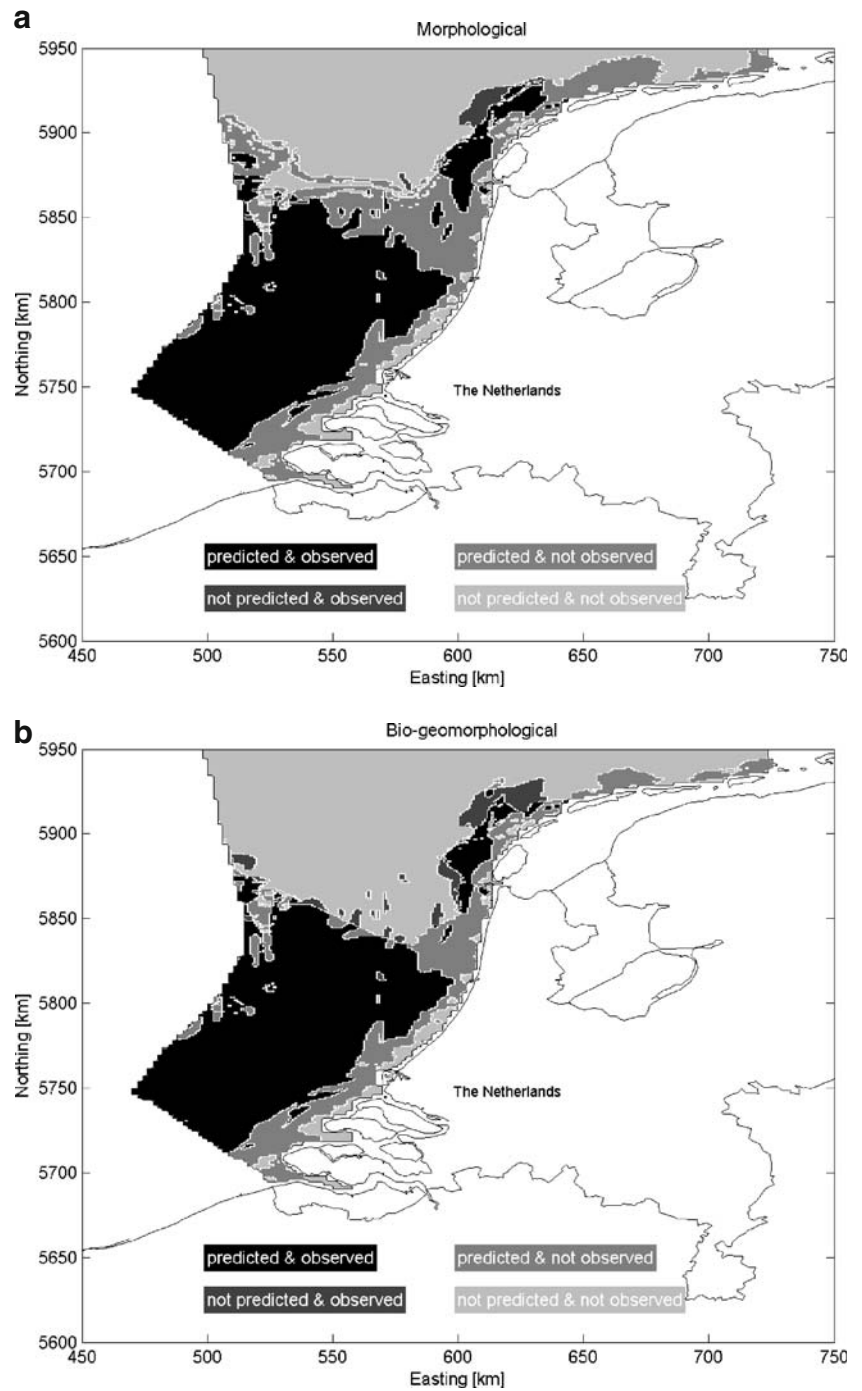 a
Morphological
5950
5900
5850
5800
5750
5700
5650
5600
Northing [km]
The Netherlands
predicted & observed
predicted & not observed
not predicted & observed
not predicted & not observed
450 500 550 600 650 700 750
Easting [km]
b
Bio-geomorphological
5950
5900
5850
5800
5750
5700
5650
5600
Northing [km]
The Netherlands
predicted & observed
predicted & not observed
not predicted & observed
not predicted & not observed
450 500 550 600 650 700 750
Easting [km]